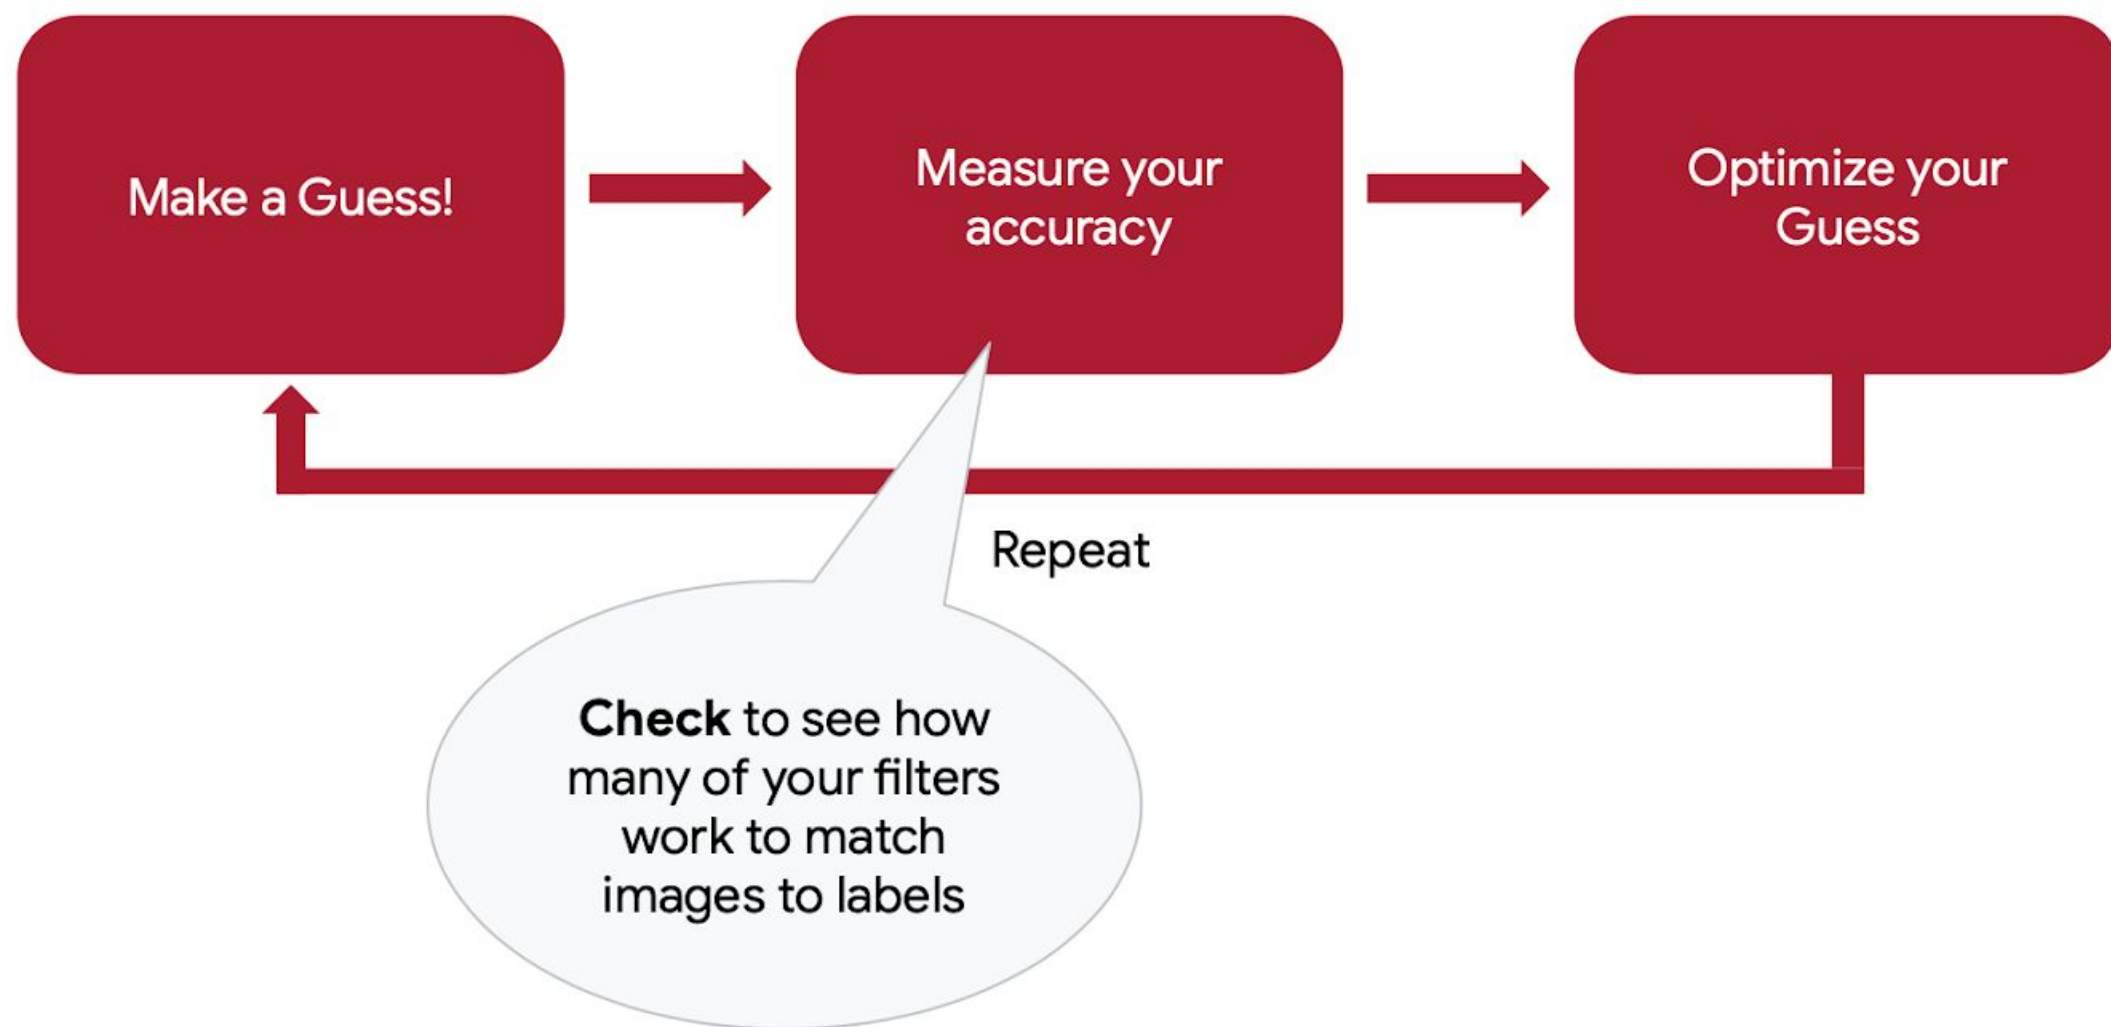 Make a Guess!
Measure your
accuracy
Optimize your
Guess
Repeat
Check to see how
many of your filters
work to match
images to labels